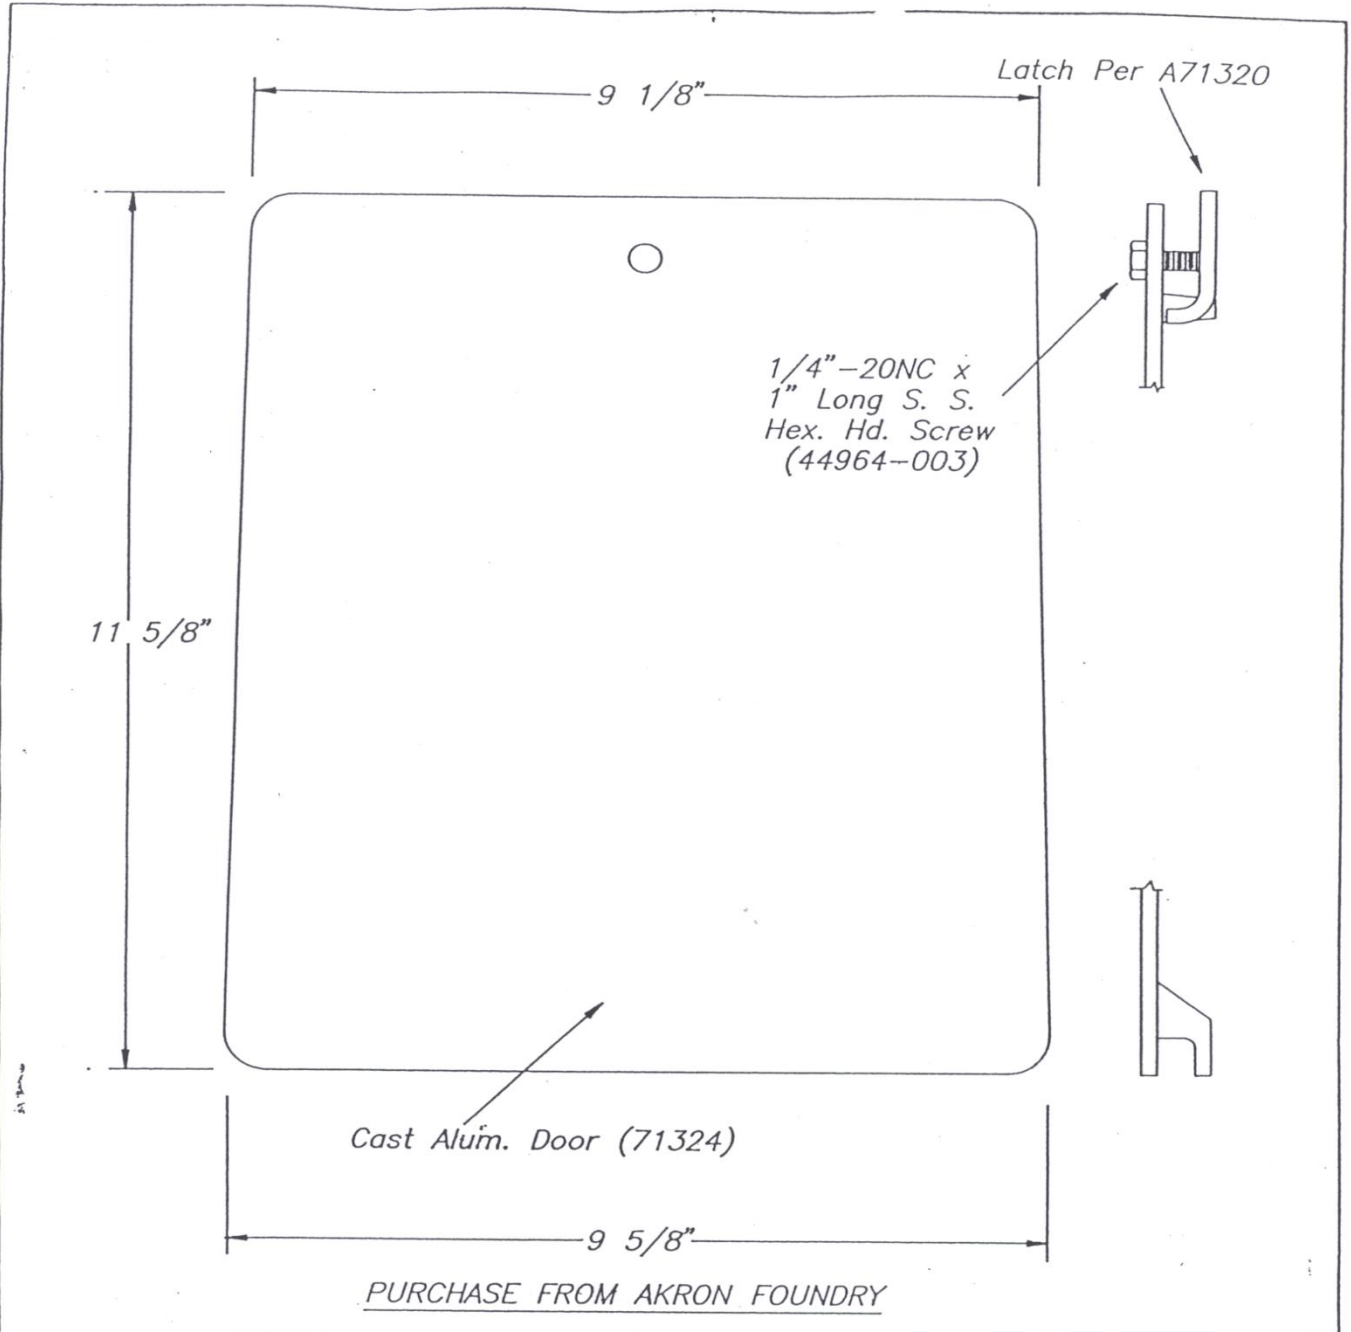 Latch Per A71320
9 1/8"
1/4"-20NC x
1" Long S. S.
Hex. Hd. Screw
(44964-003)
11 5/8"
Cast Alum. Door (71324)
9 5/8"
PURCHASE FROM AKRON FOUNDRY